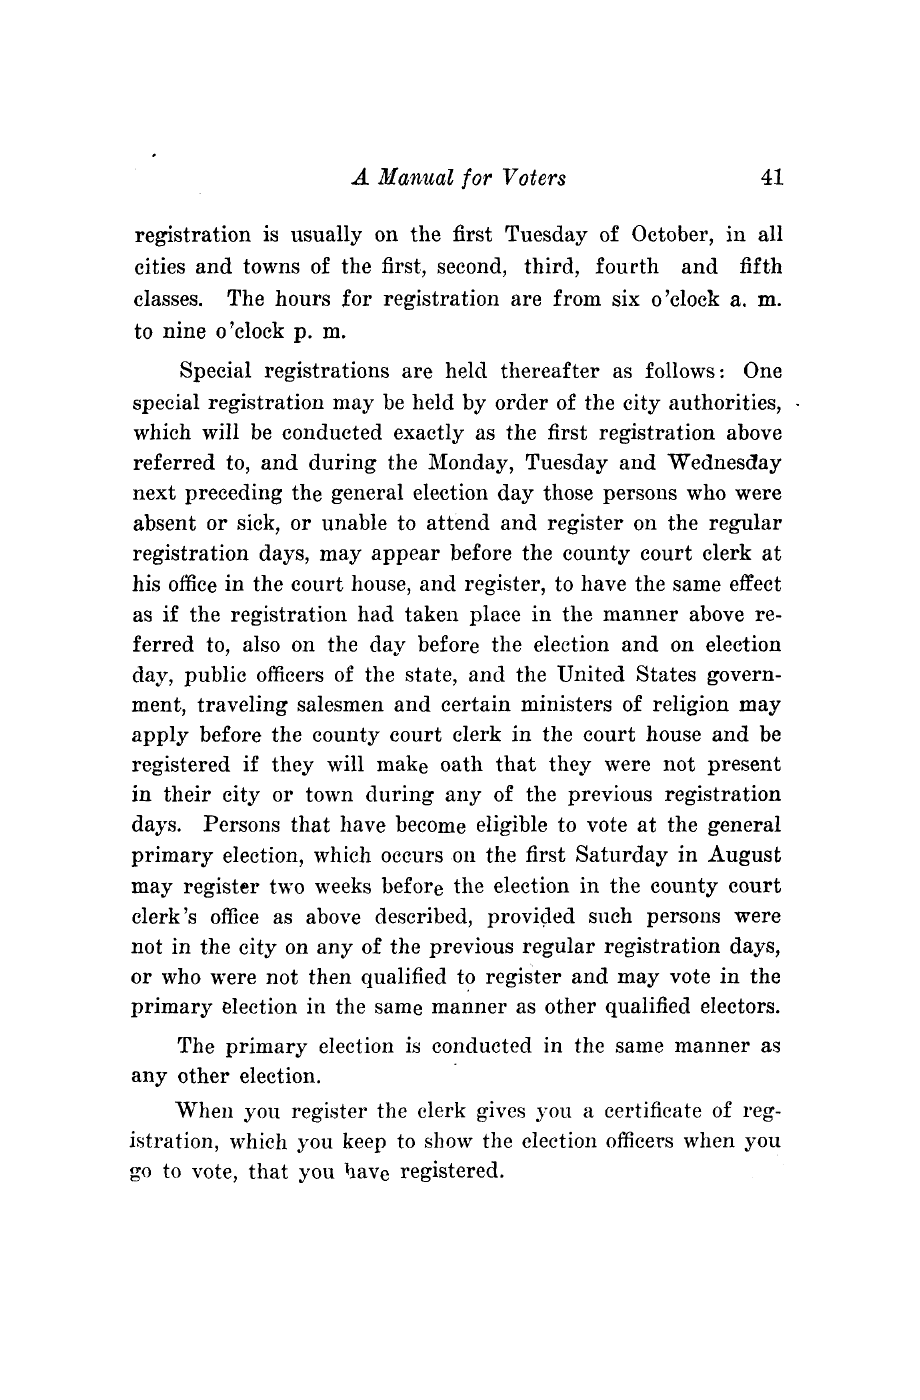 A Manual for Voters 41
registration is usually on the first Tuesday of October, in all
cities and towns of the first, second, third, fourth and fifth
classes. The hours for registration are from six o'clock a. m.
to nine o'clock p. m.
Special registrations are held thereafter as follows: One
special registration may be held by order of the city authorities,
which will be conducted exactly as the first registration above
referred to, and during the Monday, Tuesday and Wednesday
next preceding the general election day those persons who were
absent or sick, or unable to attend and register on the regular
registration days, may appear before the county court clerk at
his office in the court house, and register, to have the same effect
as if the registration had taken place in the manner above re-
ferred to, also on the day before the election and on election
day, public officers of the state, and the United States govern-
ment, traveling salesmen and certain ministers of religion may
apply before the county court clerk in the court house and be
registered if they will make oath that they were not present
in their city or town during any of the previous registration
days. Persons that have become eligible to vote at the general
primary election, which occurs on the first Saturday in August
may register two weeks before the election in the county court
clerk's office as above described, provided such persons were
not in the city on any of the previous regular registration days,
or who were not then qualified to register and may vote in the
primary election in the same manner as other qualified electors.
The primary election is conducted in the same manner as
any other election.
When you register the clerk gives you a certificate of reg-
istration, which you keep to show the election officers when you
go to vote, that you have registered.